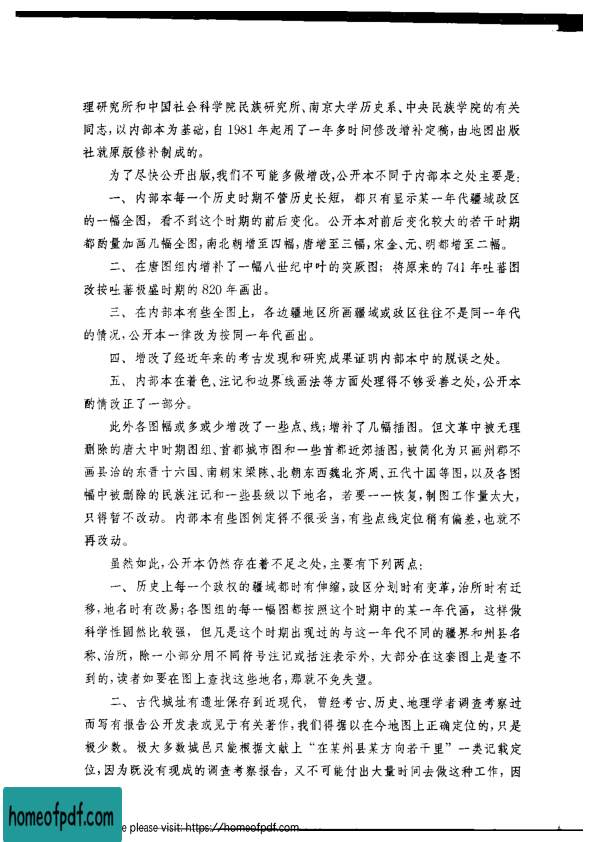 理研究所和中国社会科学院民族研究所、南京大学历史系、中央民族学院的有关
同志,以内部本为基础,自1981年起用了一年多时间修改增补定稿,由地图出版
社就原版修补制成的。
为了尽快公开出版,我们不可能多做增改,公开本不同于内部本之处主要是:
一、内部本每一个历史时期不管历史长短,都只有显示某一年代疆域政区
的一幅全图,看不到这个时期的前后变化。公开本对前后变化较大的若干时期
都酌量加画几幅全图,南北朝增至四幅,唐增至三幅,宋金、元、明都增至二幅。
二、在唐图组内增补了一幅八世纪中叶的突厥图;将原来的741年吐蕃图
改按吐蕃极盛时期的820年画出。
三、在内部本有些全图上,各边疆地区所画疆域或政区往往不是同一年代
的情况,公开本一律改为按同一年代画出。
四、增改了经近年来的考古发现和研究成果证明内部本中的脱误之处。
五、内部本在着色、注记和边界线画法等方面处理得不够妥善之处,公开本
酌情改正了一部分。
此外各图幅或多或少增改了一些点、线;增补了几幅插图。但文革中被无理
删除的唐大中时期图组、首都城市图和一些首都近郊插图,被简化为只画州郡不
画县治的东晋十六国、南朝宋梁陈、北朝东西魏北齐周、五代十国等图,以及各图
幅中被删除的民族注记和一些县级以下地名,若要一一恢复,制图工作量太大,
只得暂不改动。内部本有些图例定得不很妥当,有些点线定位稍有偏差,也就不
再改动。
虽然如此,公开本仍然存在着不足之处,主要有下列两点:
一、历史上每一个政权的疆域都时有伸缩,政区分划时有变革,治所时有迁
移,地名时有改易;各图组的每一幅图都按照这个时期中的某一年代画,这样做
科学性固然比较强,但凡是这个时期出现过的与这一年代不同的疆界和州县名
称、治所,除一小部分用不同符号注记或括注表示外,大部分在这套图上是查不
到的,读者如要在图上查找这些地名,那就不免失望。
二、古代城址有遗址保存到近现代,曾经考古、历史、地理学者调查考察过
而写有报告公开发表或见于有关著作,我们得据以在今地图上正确定位的,只是
极少数。极大多数城邑只能根据文献上“在某州县某方向若干里”一类记载定
位,因为既没有现成的调查考察报告,又不可能付出大量时间去做这种工作,因
homeofpdf.com
e please visit: https://homeofpdf.com